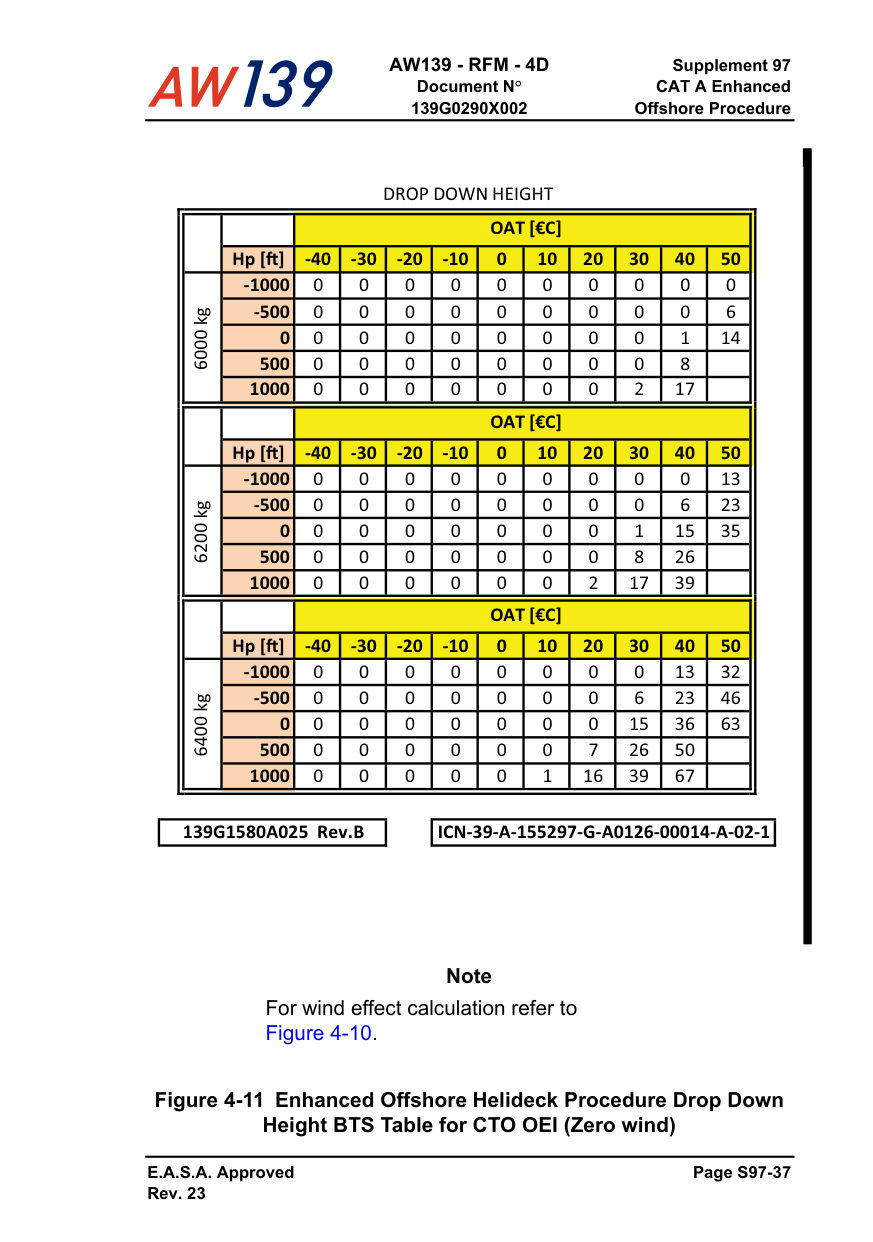 AW139
AW139 - RFM - 4D
Document N°
139G0290X002
Supplement 97
CAT A Enhanced
Offshore Procedure
DROP DOWN HEIGHT
OAT [€C]
Hp [ft] -40 -30 -20 -10 0 10 20 30 40 50
6000 kg
-1000 0 0 0 0 0 0 0 0 0 0
-500 0 0 0 0 0 0 0 0 0 6
0 0 0 0 0 0 0 0 0 1 14
500 0 0 0 0 0 0 0 0 8
1000 0 0 0 0 0 0 0 2 17
OAT [€C]
Hp [ft] -40 -30 -20 -10 0 10 20 30 40 50
6200 kg
-1000 0 0 0 0 0 0 0 0 0 13
-500 0 0 0 0 0 0 0 0 6 23
0 0 0 0 0 0 0 0 1 15 35
500 0 0 0 0 0 0 0 8 26
1000 0 0 0 0 0 0 2 17 39
OAT [€C]
Hp [ft] -40 -30 -20 -10 0 10 20 30 40 50
6400 kg
-1000 0 0 0 0 0 0 0 0 13 32
-500 0 0 0 0 0 0 0 6 23 46
0 0 0 0 0 0 0 0 15 36 63
500 0 0 0 0 0 0 7 26 50
1000 0 0 0 0 0 1 16 39 67
139G1580A025 Rev.B
ICN-39-A-155297-G-A0126-00014-A-02-1
Note
For wind effect calculation refer to
Figure 4-10.
Figure 4-11 Enhanced Offshore Helideck Procedure Drop Down
Height BTS Table for CTO OEI (Zero wind)
E.A.S.A. Approved
Rev. 23
Page S97-37